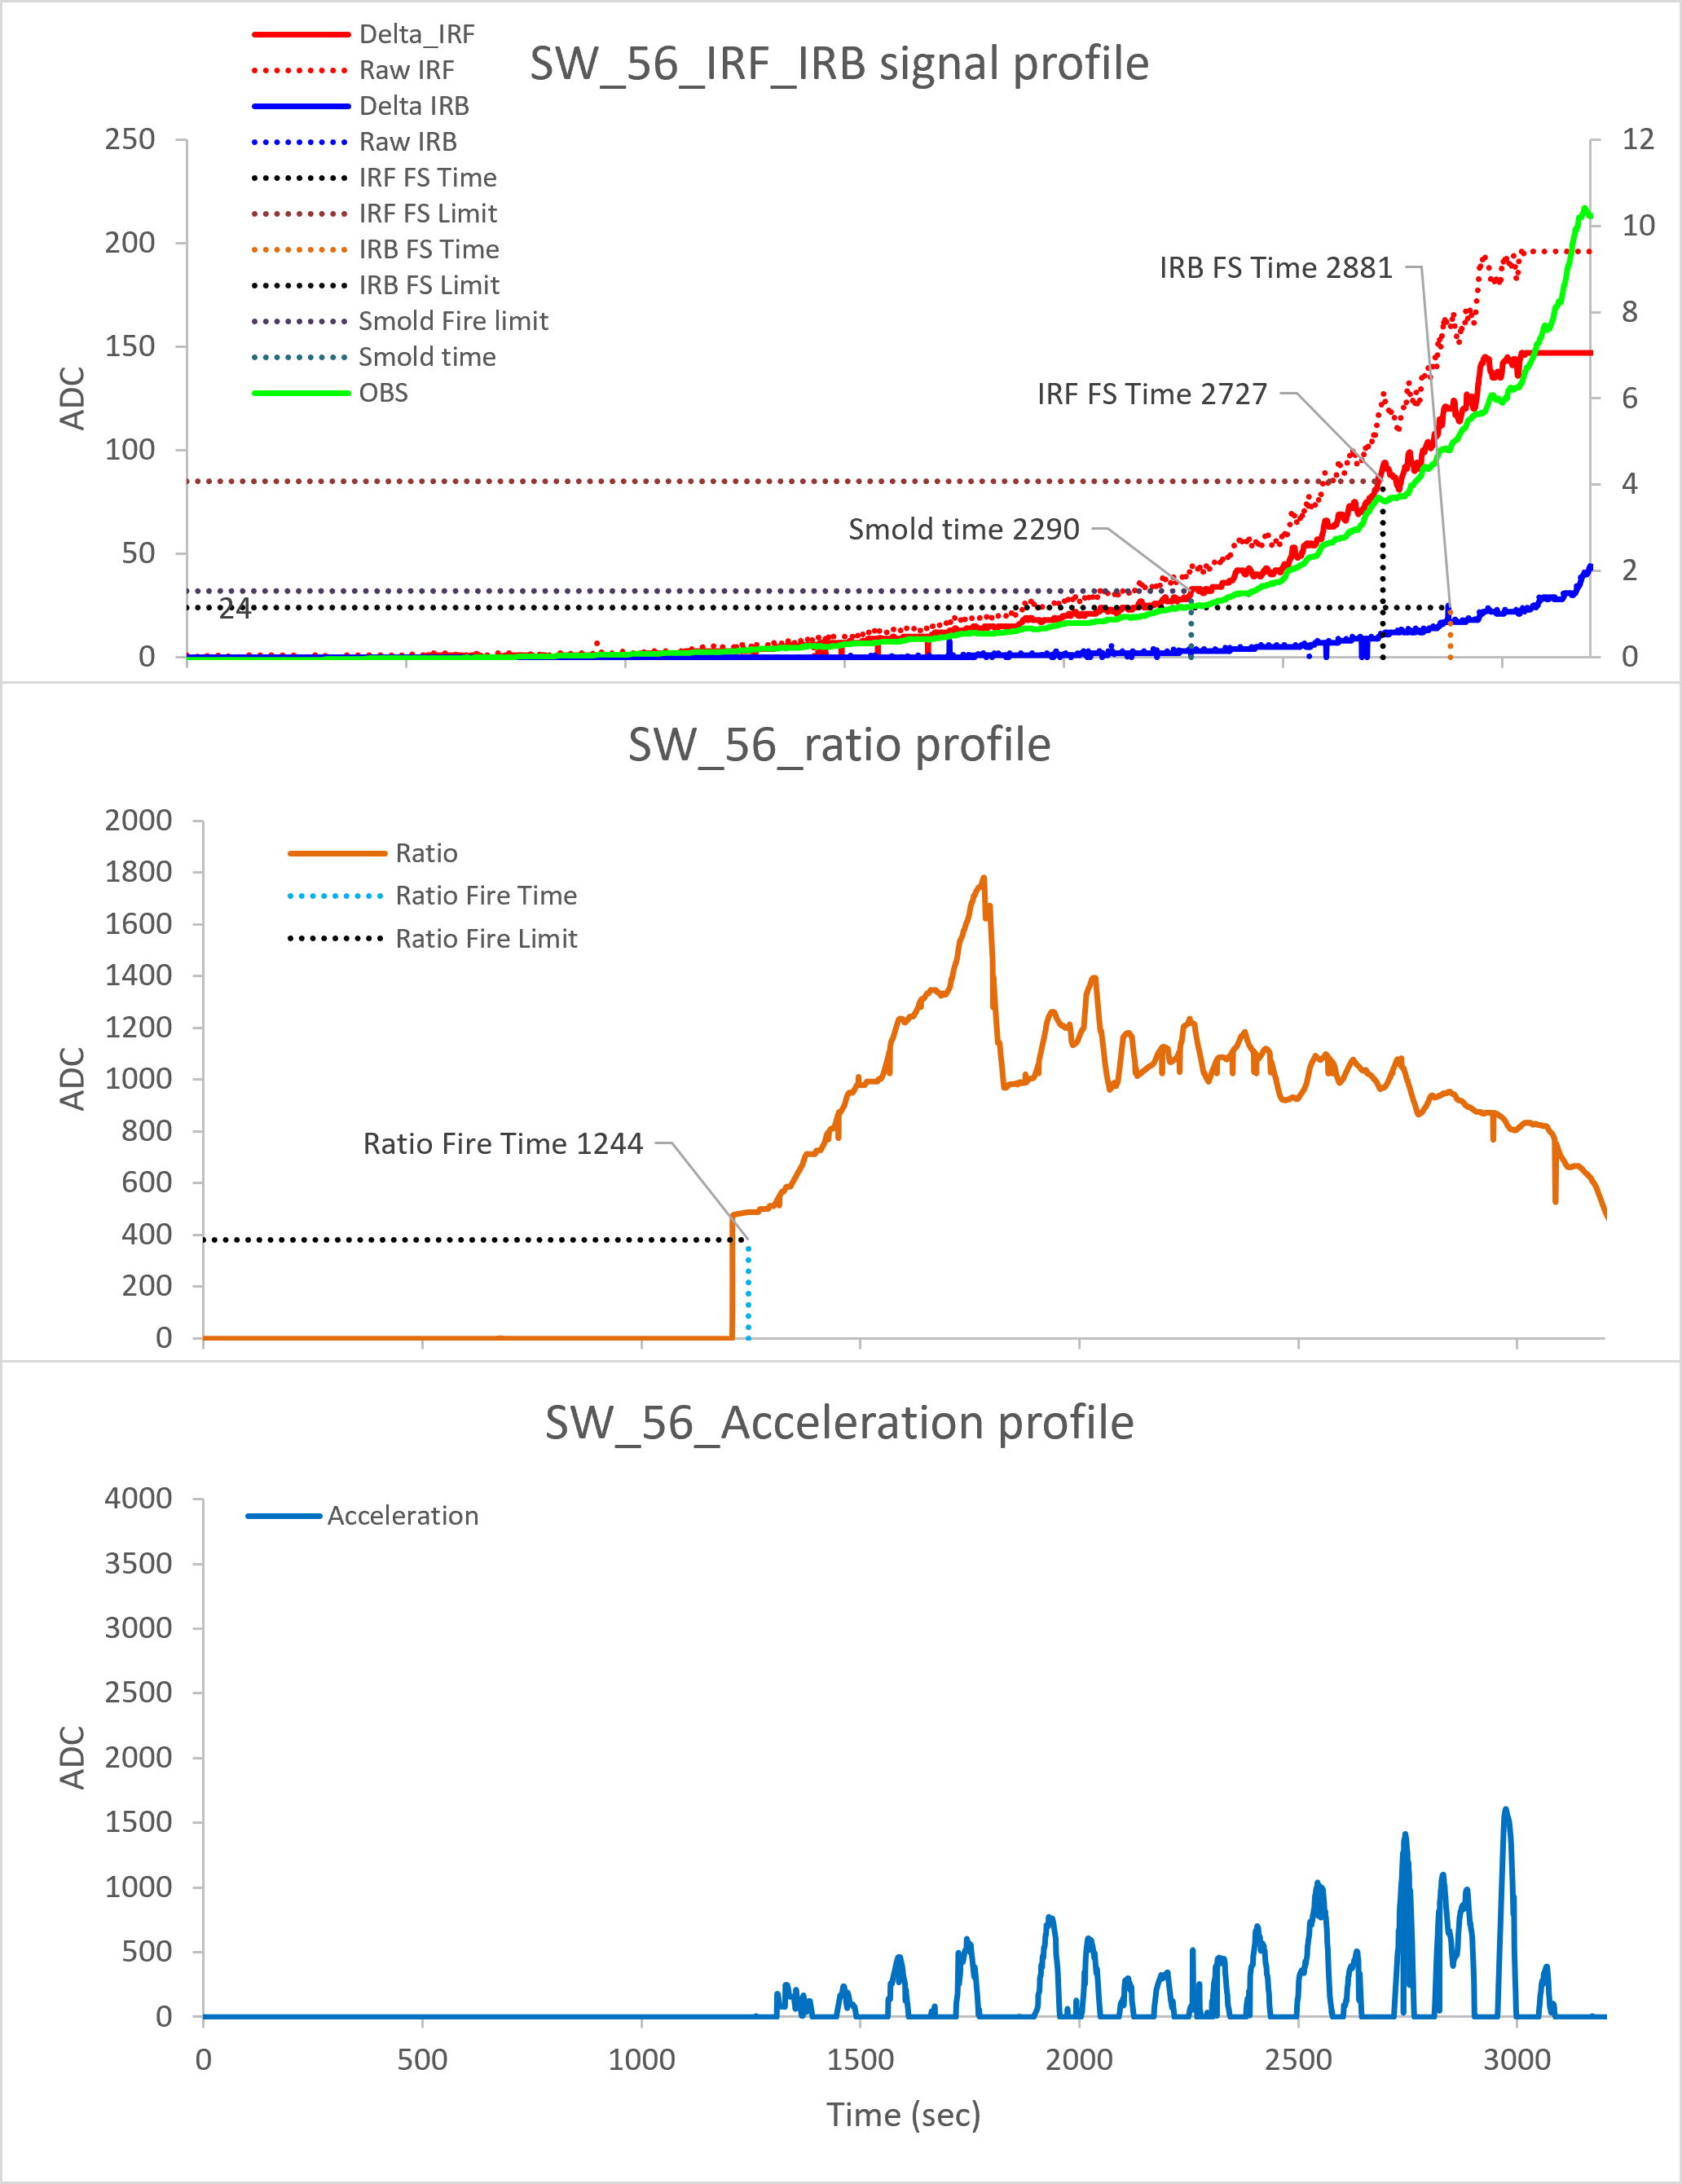 Delta_IRF
SW_56_IRF_IRB signal profile
Raw IRF
Delta IRB
Raw IRB
IRF FS Time
IRF FS Limit
IRB FS Time
IRB FS Limit
Smold Fire limit
Smold time
OBS
250
200
150
100
50
0
ADC
12
10
8
6
4
2
0
IRB FS Time 2881
IRF FS Time 2727
Smold time 2290
24
SW_56_ratio profile
2000
1800
1600
1400
1200
1000
800
600
400
200
0
ADC
Ratio
Ratio Fire Time
Ratio Fire Limit
Ratio Fire Time 1244
SW_56_Acceleration profile
4000
3500
3000
2500
2000
1500
1000
500
0
ADC
Acceleration
0 500 1000 1500 2000 2500 3000
Time (sec)